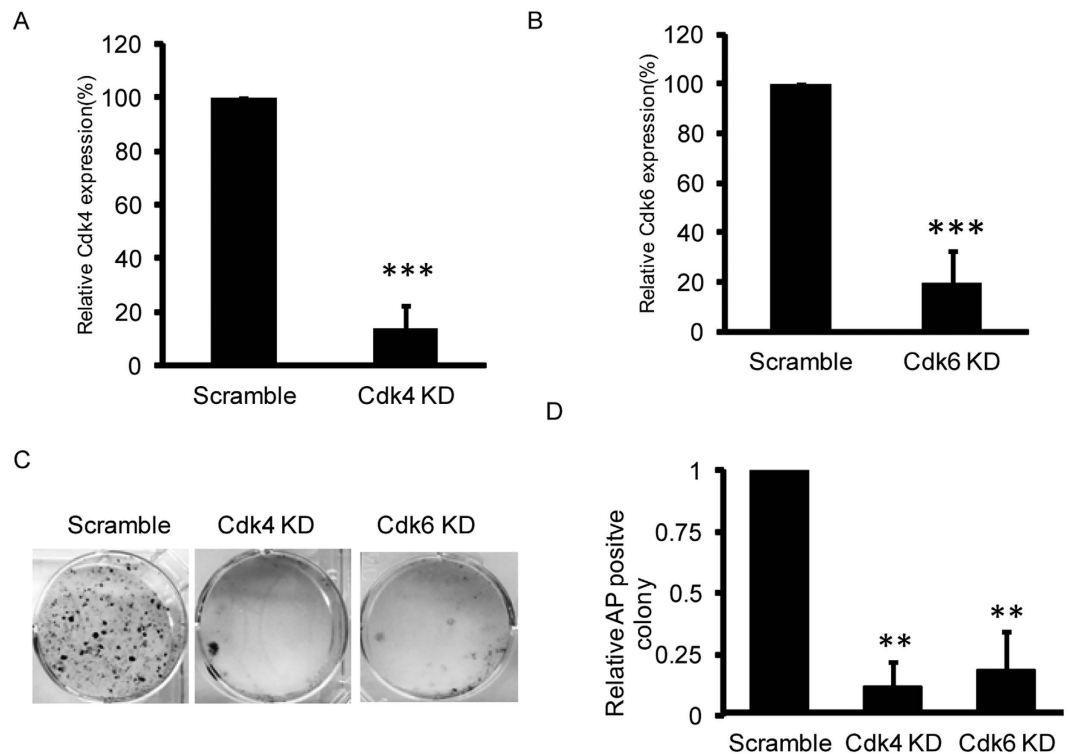 A
Relative Cdk4 expression(%)
120
100
80
60
40
20
0
***
Scramble
Cdk4 KD
B
Relative Cdk6 expression(%)
120
100
80
60
40
20
0
***
Scramble
Cdk6 KD
C
Scramble
Cdk4 KD
Cdk6 KD
D
Relative AP positve
colony
1
0.75
0.5
0.25
0
**
**
Scramble
Cdk4 KD
Cdk6 KD